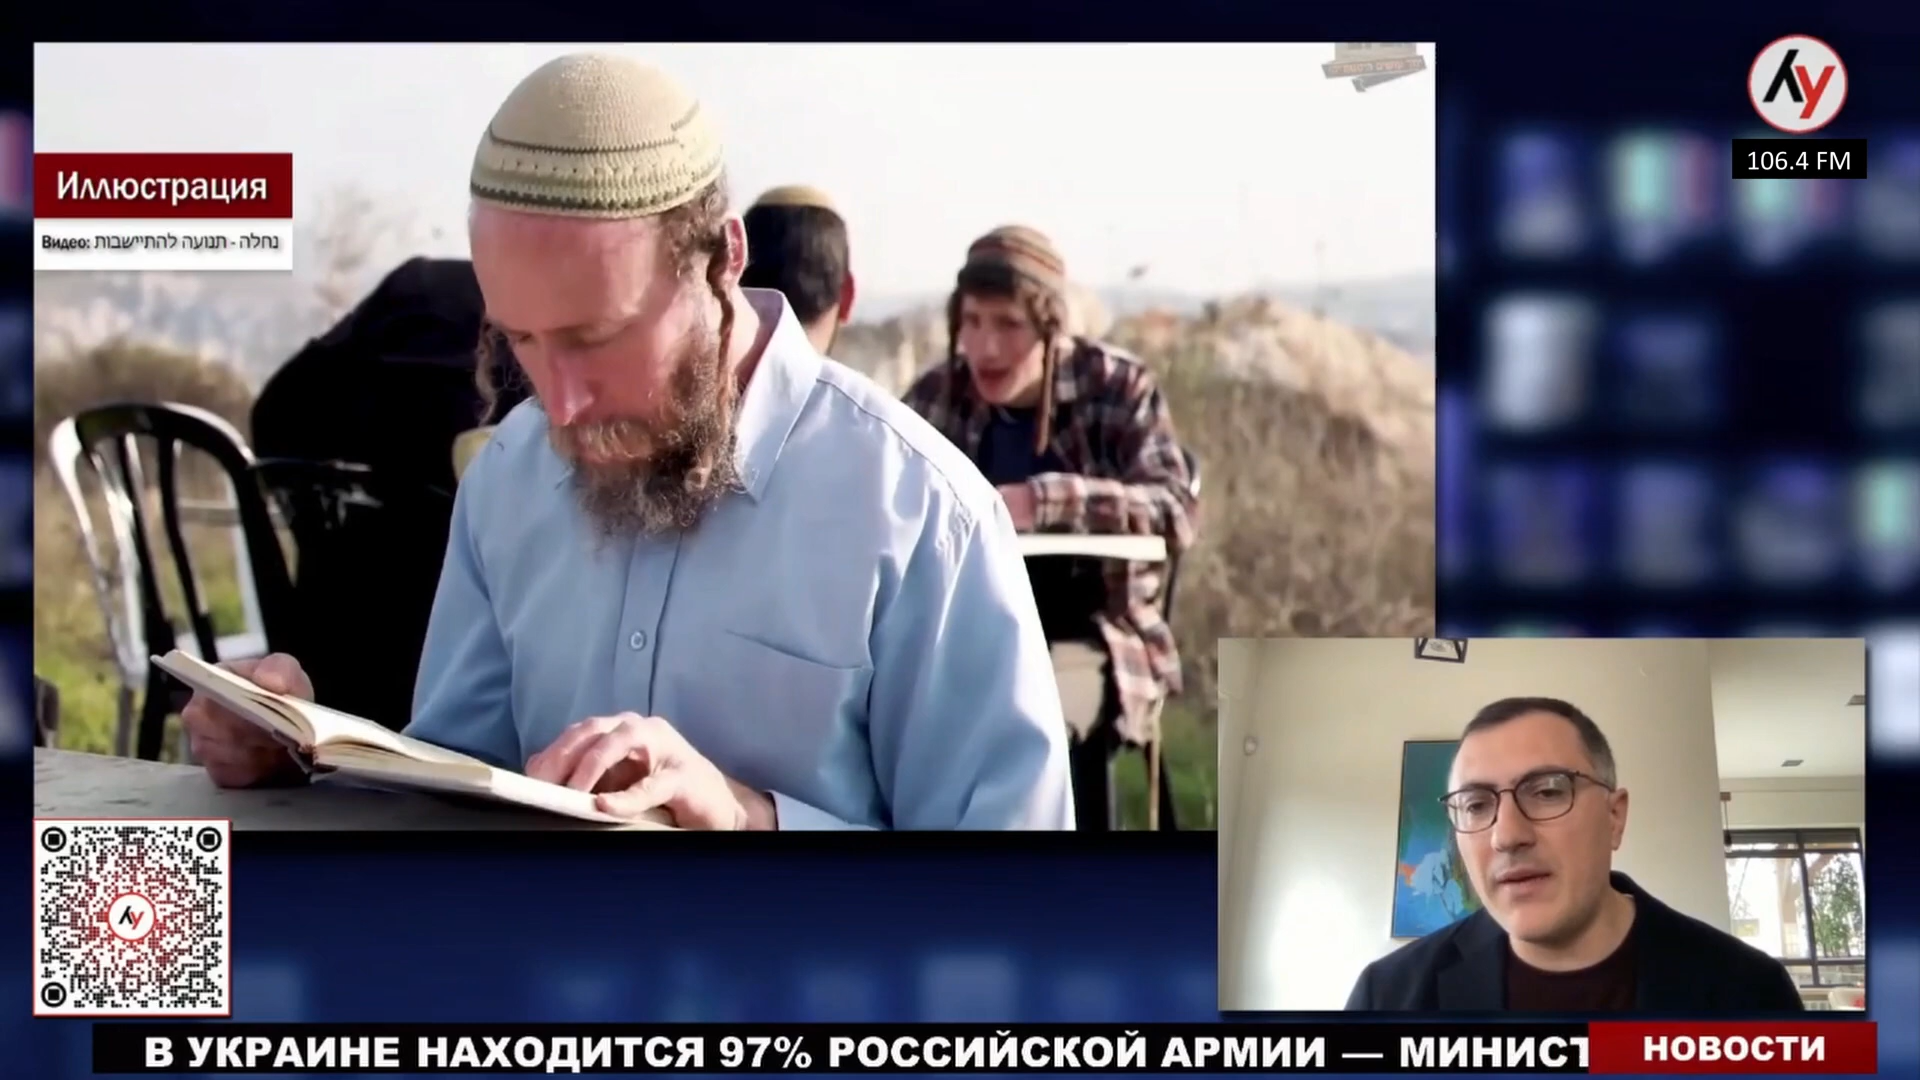 106.4 FM
Иллюстрация
Видео: נחלה - תנועה להתיישבות
В УКРАИНЕ НАХОДИТСЯ 97% РОССИЙСКОЙ АРМИИ — МИНИСТ
НОВОСТИ